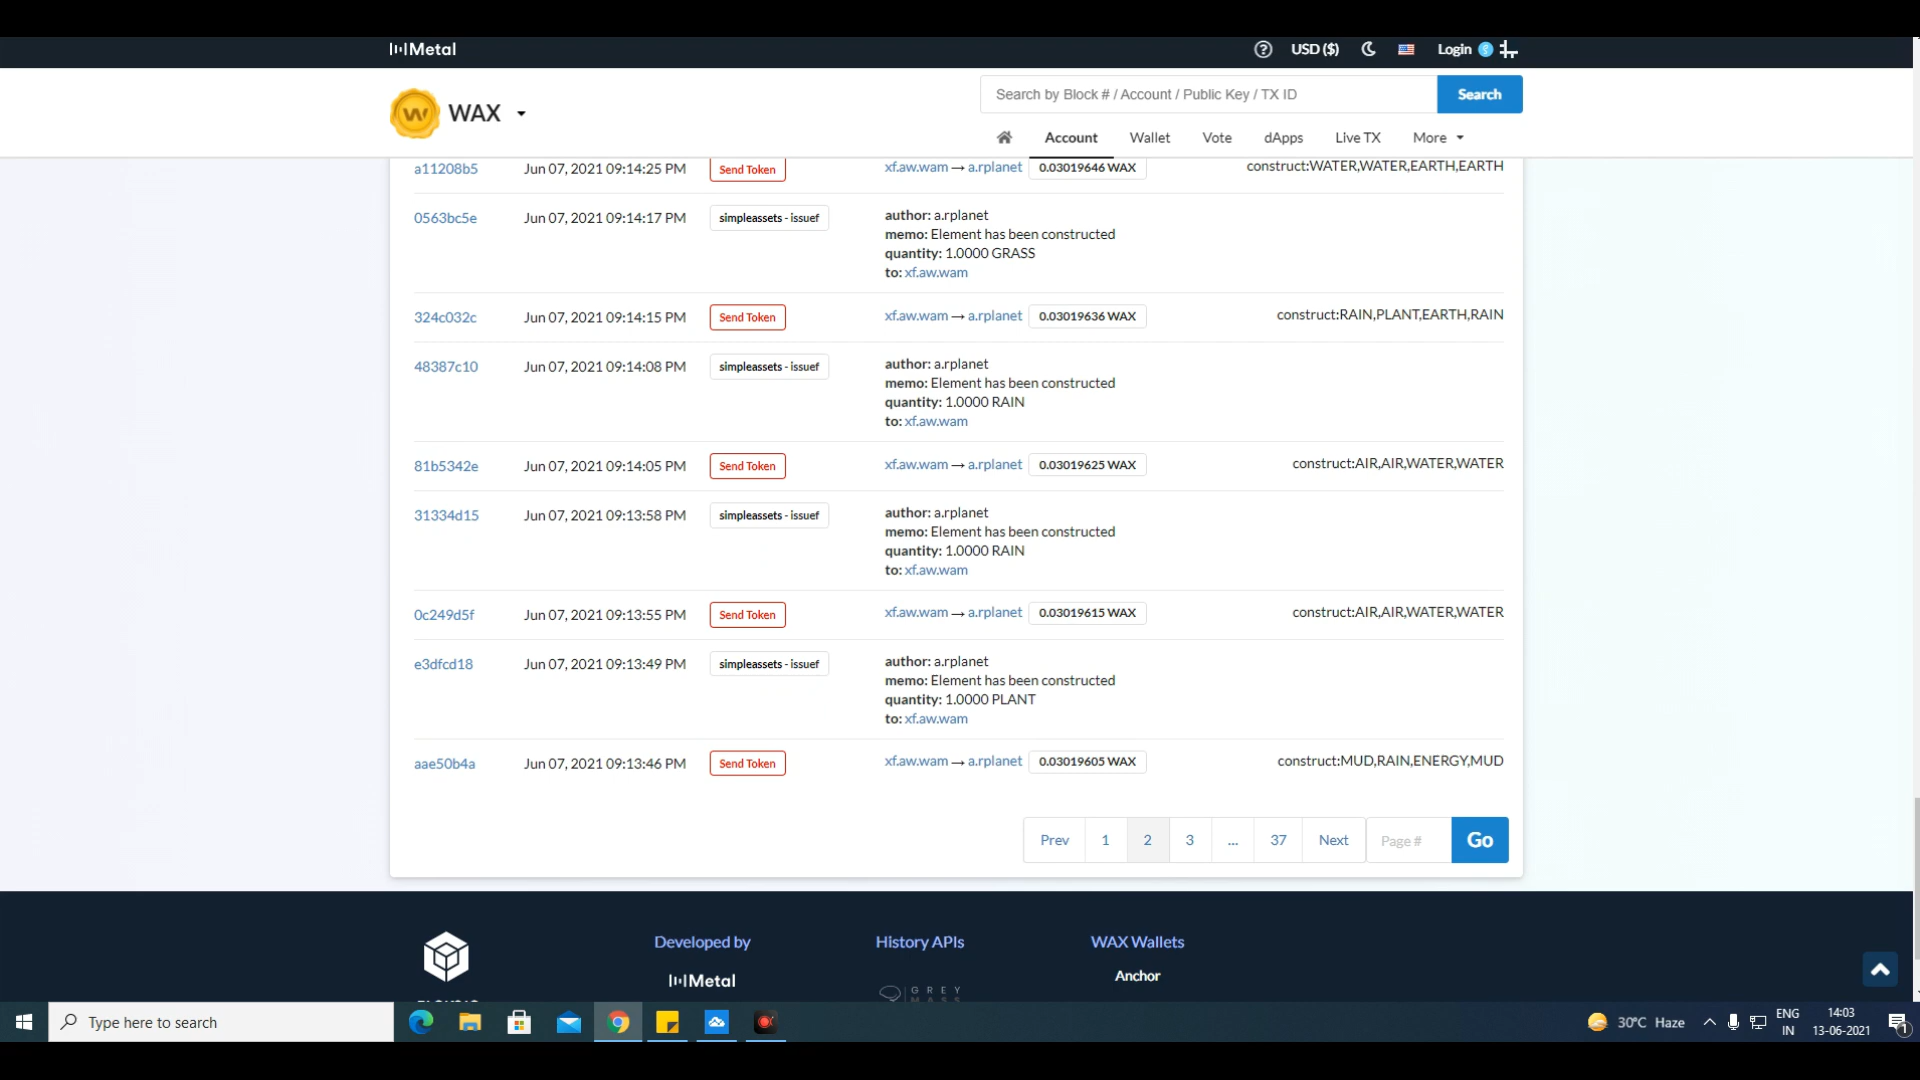 Metal
USD ($)
Login
WAX
Search by Block # / Account / Public Key / TX ID
Search
Account
Wallet
Vote
dApps
Live TX
More
a11208b5 Jun 07, 2021 09:14:25 PM Send Token xf.aw.wam → a.rplanet 0.03019646 WAX construct:WATER,WATER,EARTH,EARTH
0563bc5e Jun 07, 2021 09:14:17 PM simpleassets - issuef author: a.rplanet
memo: Element has been constructed
quantity: 1.0000 GRASS
to: xf.aw.wam
324c032c Jun 07, 2021 09:14:15 PM Send Token xf.aw.wam → a.rplanet 0.03019636 WAX construct:RAIN,PLANT,EARTH,RAIN
48387c10 Jun 07, 2021 09:14:08 PM simpleassets - issuef author: a.rplanet
memo: Element has been constructed
quantity: 1.0000 RAIN
to: xf.aw.wam
81b5342e Jun 07, 2021 09:14:05 PM Send Token xf.aw.wam → a.rplanet 0.03019625 WAX construct:AIR,AIR,WATER,WATER
31334d15 Jun 07, 2021 09:13:58 PM simpleassets - issuef author: a.rplanet
memo: Element has been constructed
quantity: 1.0000 RAIN
to: xf.aw.wam
0c249d5f Jun 07, 2021 09:13:55 PM Send Token xf.aw.wam → a.rplanet 0.03019615 WAX construct:AIR,AIR,WATER,WATER
e3dfcd18 Jun 07, 2021 09:13:49 PM simpleassets - issuef author: a.rplanet
memo: Element has been constructed
quantity: 1.0000 PLANT
to: xf.aw.wam
aae50b4a Jun 07, 2021 09:13:46 PM Send Token xf.aw.wam → a.rplanet 0.03019605 WAX construct:MUD,RAIN,ENERGY,MUD
Prev 1 2 3 ... 37 Next Page # Go
Developed by
Metal
History APIs
GREY
MASS
WAX Wallets
Anchor
Type here to search
30°C Haze
ENG
IN
14:03
13-06-2021
1